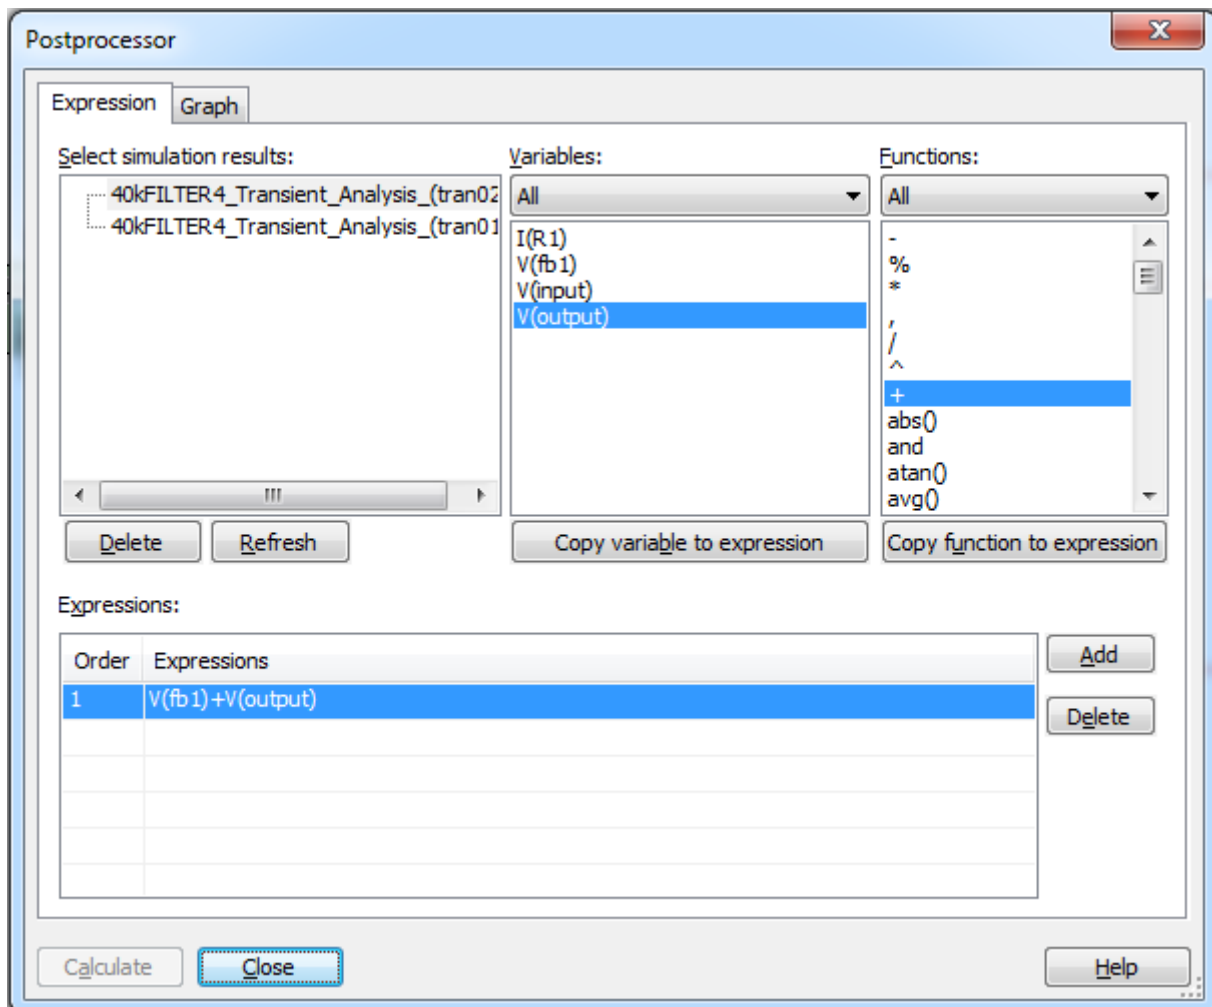 Postprocessor
Expression
Graph
Select simulation results:
40kFILTER4_Transient_Analysis_(tran02
40kFILTER4_Transient_Analysis_(tran01
Delete
Refresh
Variables:
All
I(R1)
V(fb1)
V(input)
V(output)
Copy variable to expression
Functions:
All
-
%
*
,
/
^
+
abs()
and
atan()
avg()
Copy function to expression
Expressions:
Order Expressions
1 V(fb1)+V(output)
Add
Delete
Calculate
Close
Help